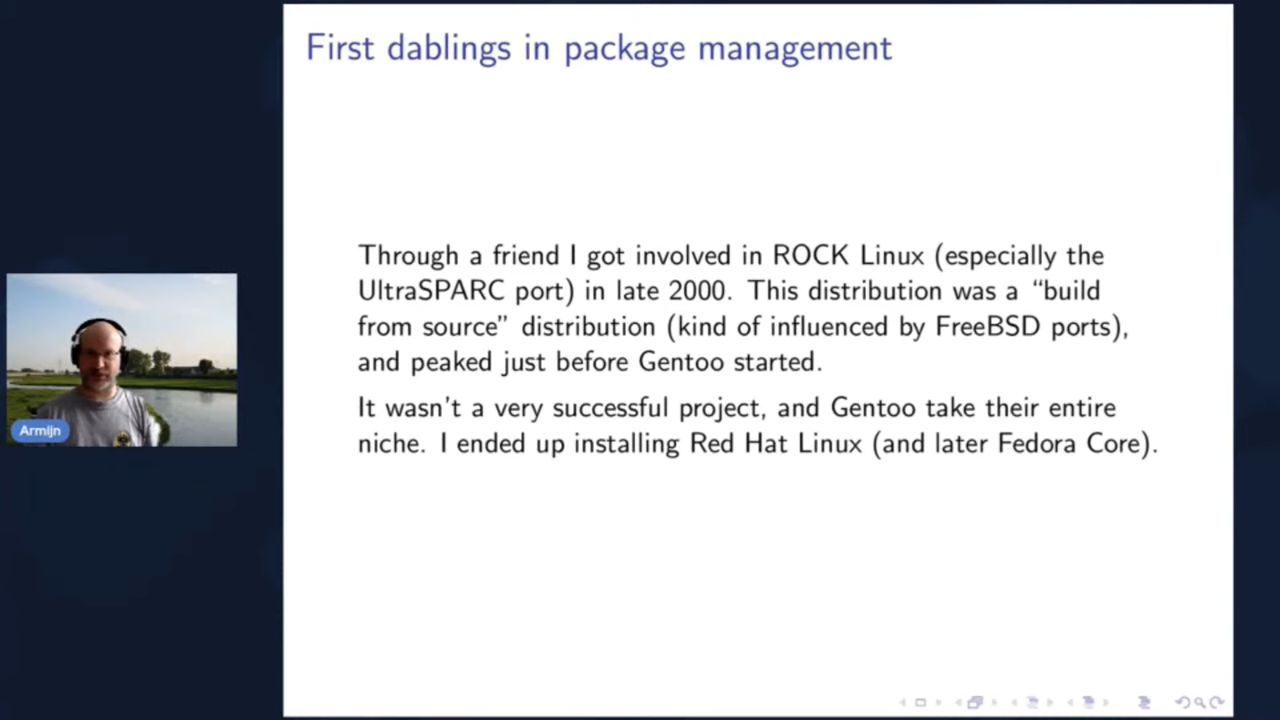 First dablings in package management
Through a friend I got involved in ROCK Linux (especially the
UltraSPARC port) in late 2000. This distribution was a “build
from source” distribution (kind of influenced by FreeBSD ports),
and peaked just before Gentoo started.
It wasn't a very successful project, and Gentoo take their entire
niche. I ended up installing Red Hat Linux (and later Fedora Core).
Armijn